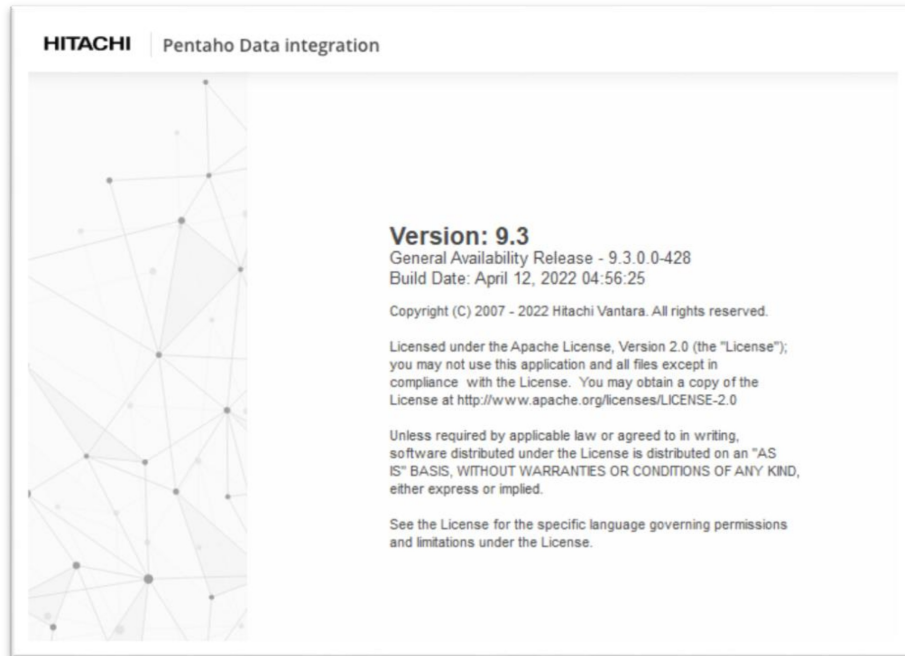 HITACHI Pentaho Data integration
Version: 9.3
General Availability Release - 9.3.0.0-428
Build Date: April 12, 2022 04:56:25
Copyright (C) 2007 - 2022 Hitachi Vantara. All rights reserved.
Licensed under the Apache License, Version 2.0 (the "License");
you may not use this application and all files except in
compliance with the License. You may obtain a copy of the
License at http://www.apache.org/licenses/LICENSE-2.0
Unless required by applicable law or agreed to in writing,
software distributed under the License is distributed on an "AS
IS" BASIS, WITHOUT WARRANTIES OR CONDITIONS OF ANY KIND,
either express or implied.
See the License for the specific language governing permissions
and limitations under the License.